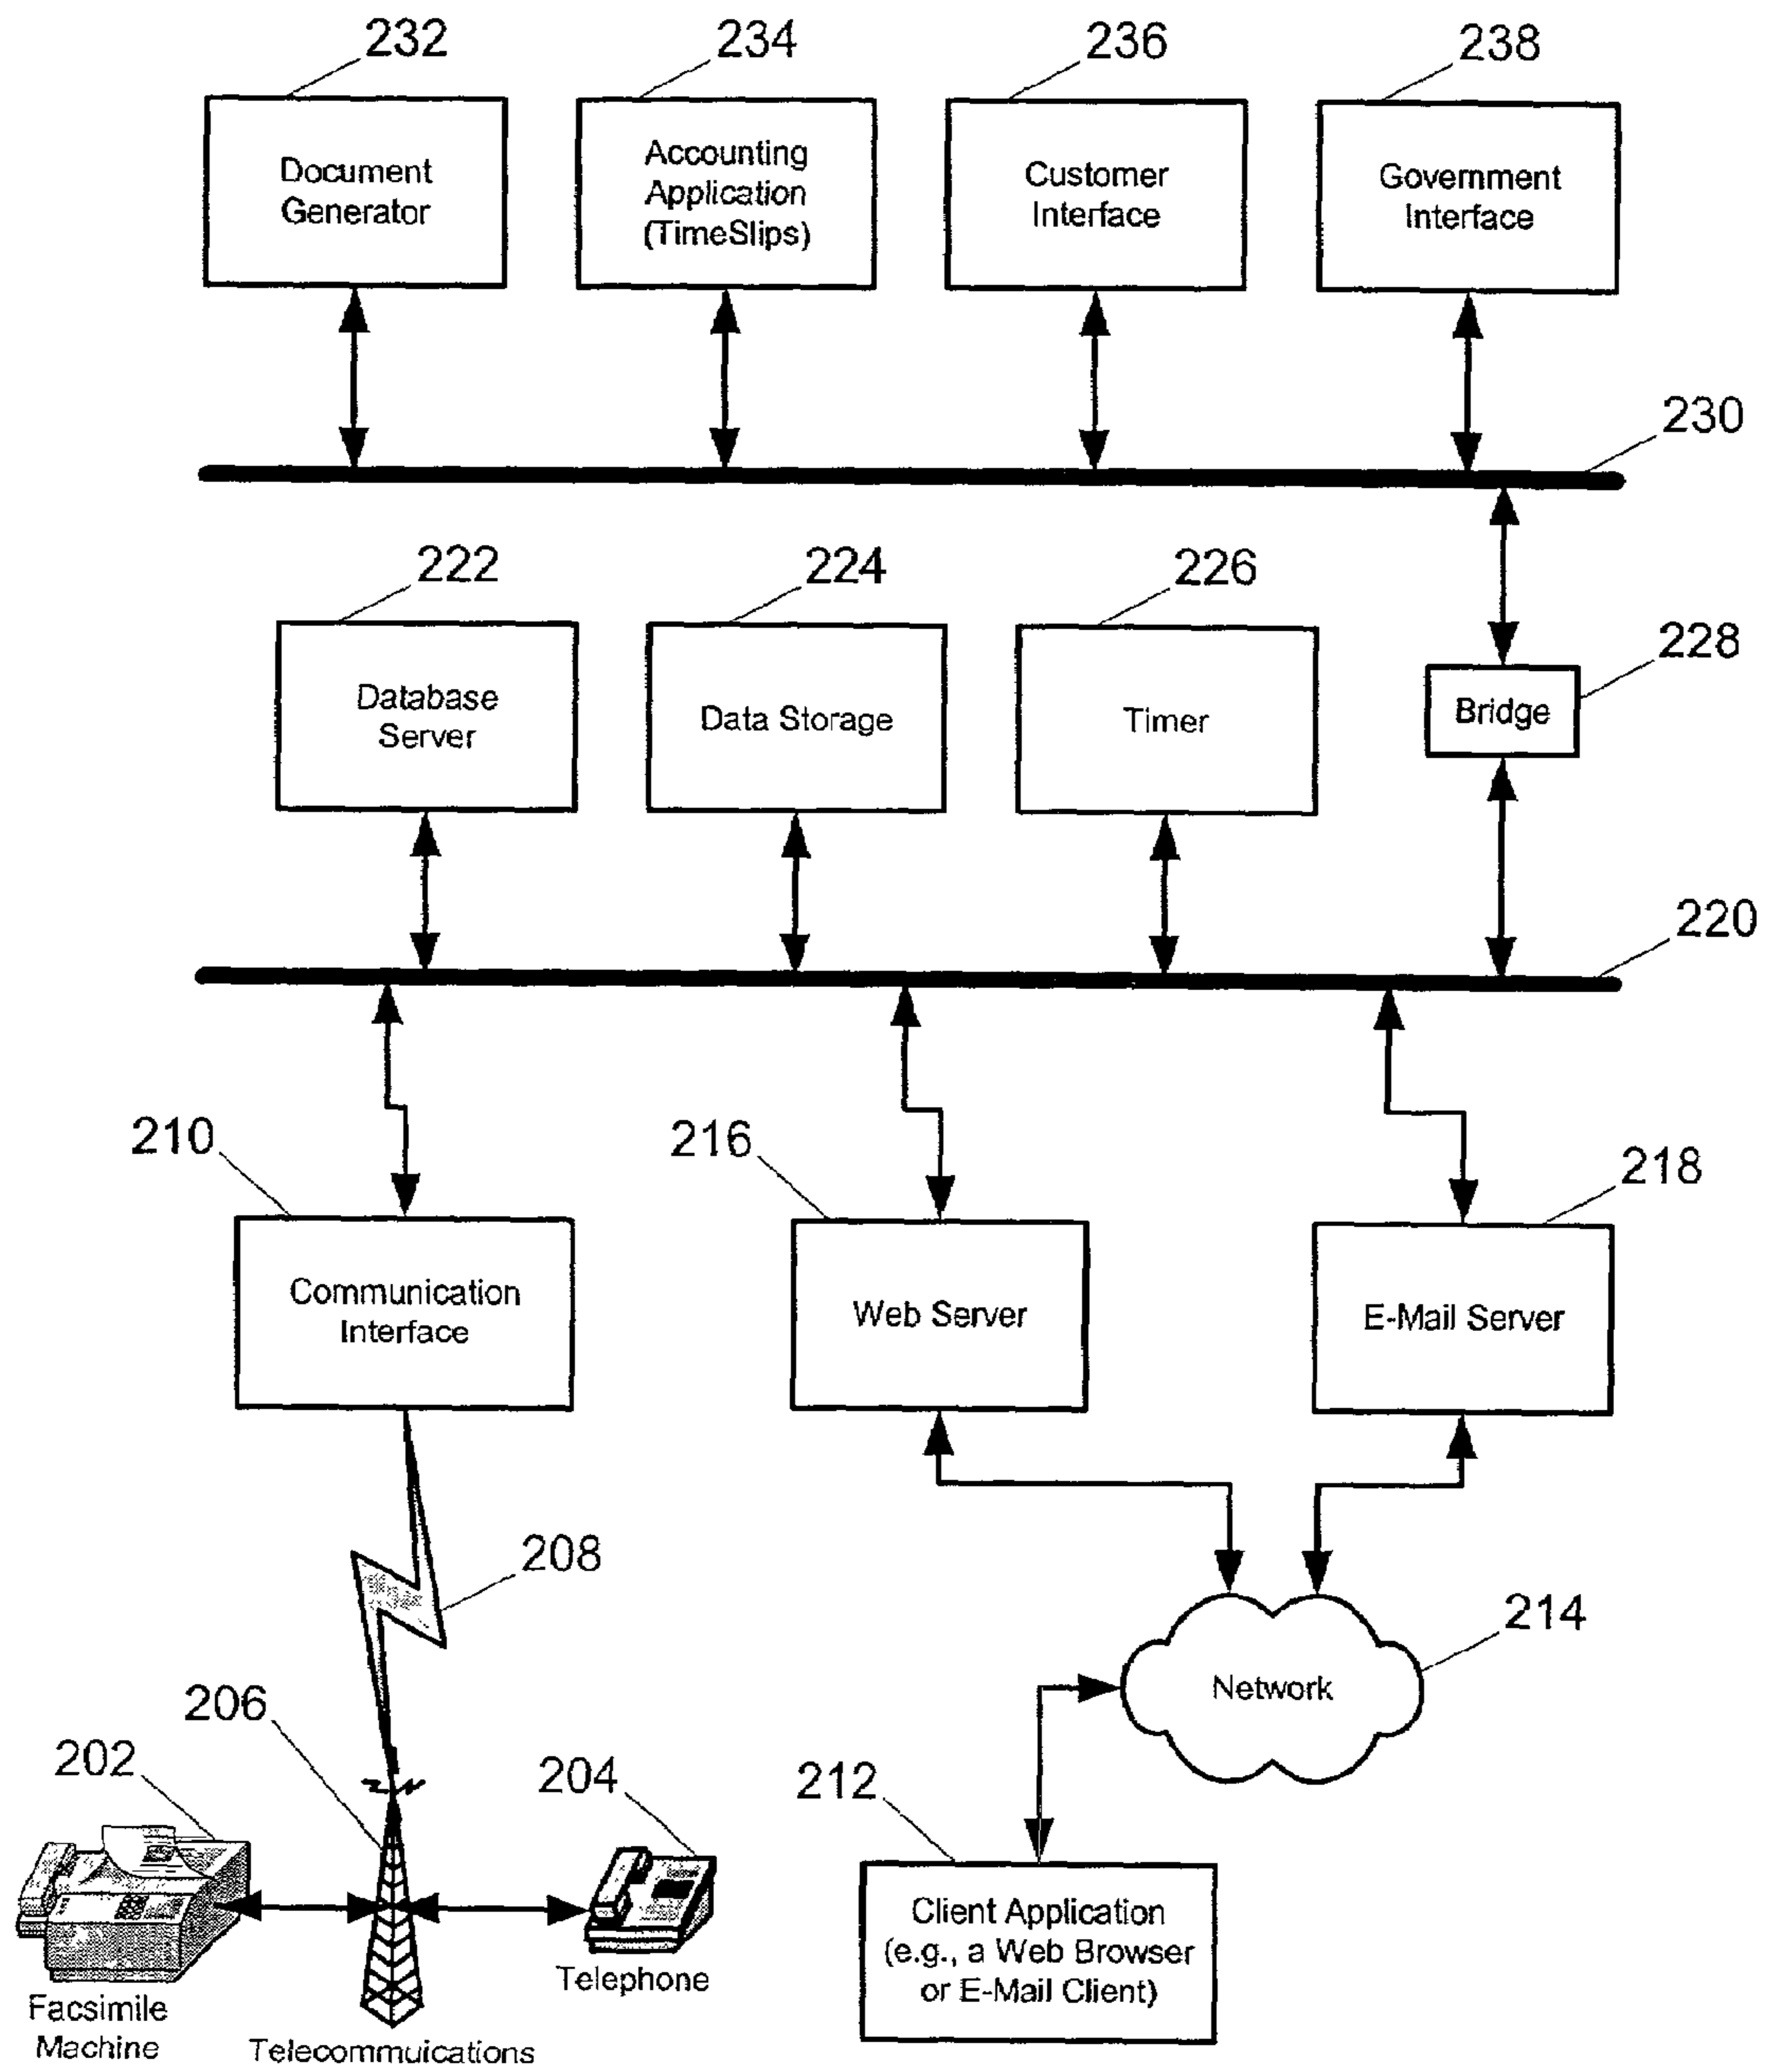 232
234
236
238
Document
Generator
Accounting
Application
(TimeSlips)
Customer
Interface
Government
Interface
230
222
224
226
228
Database
Server
Data Storage
Timer
Bridge
220
210
216
218
Communication
Interface
Web Server
E-Mail Server
208
214
Network
206
202
204
212
Facsimile
Machine
Telecommuications
Telephone
Client Application
(e.g., a Web Browser
or E-Mail Client)